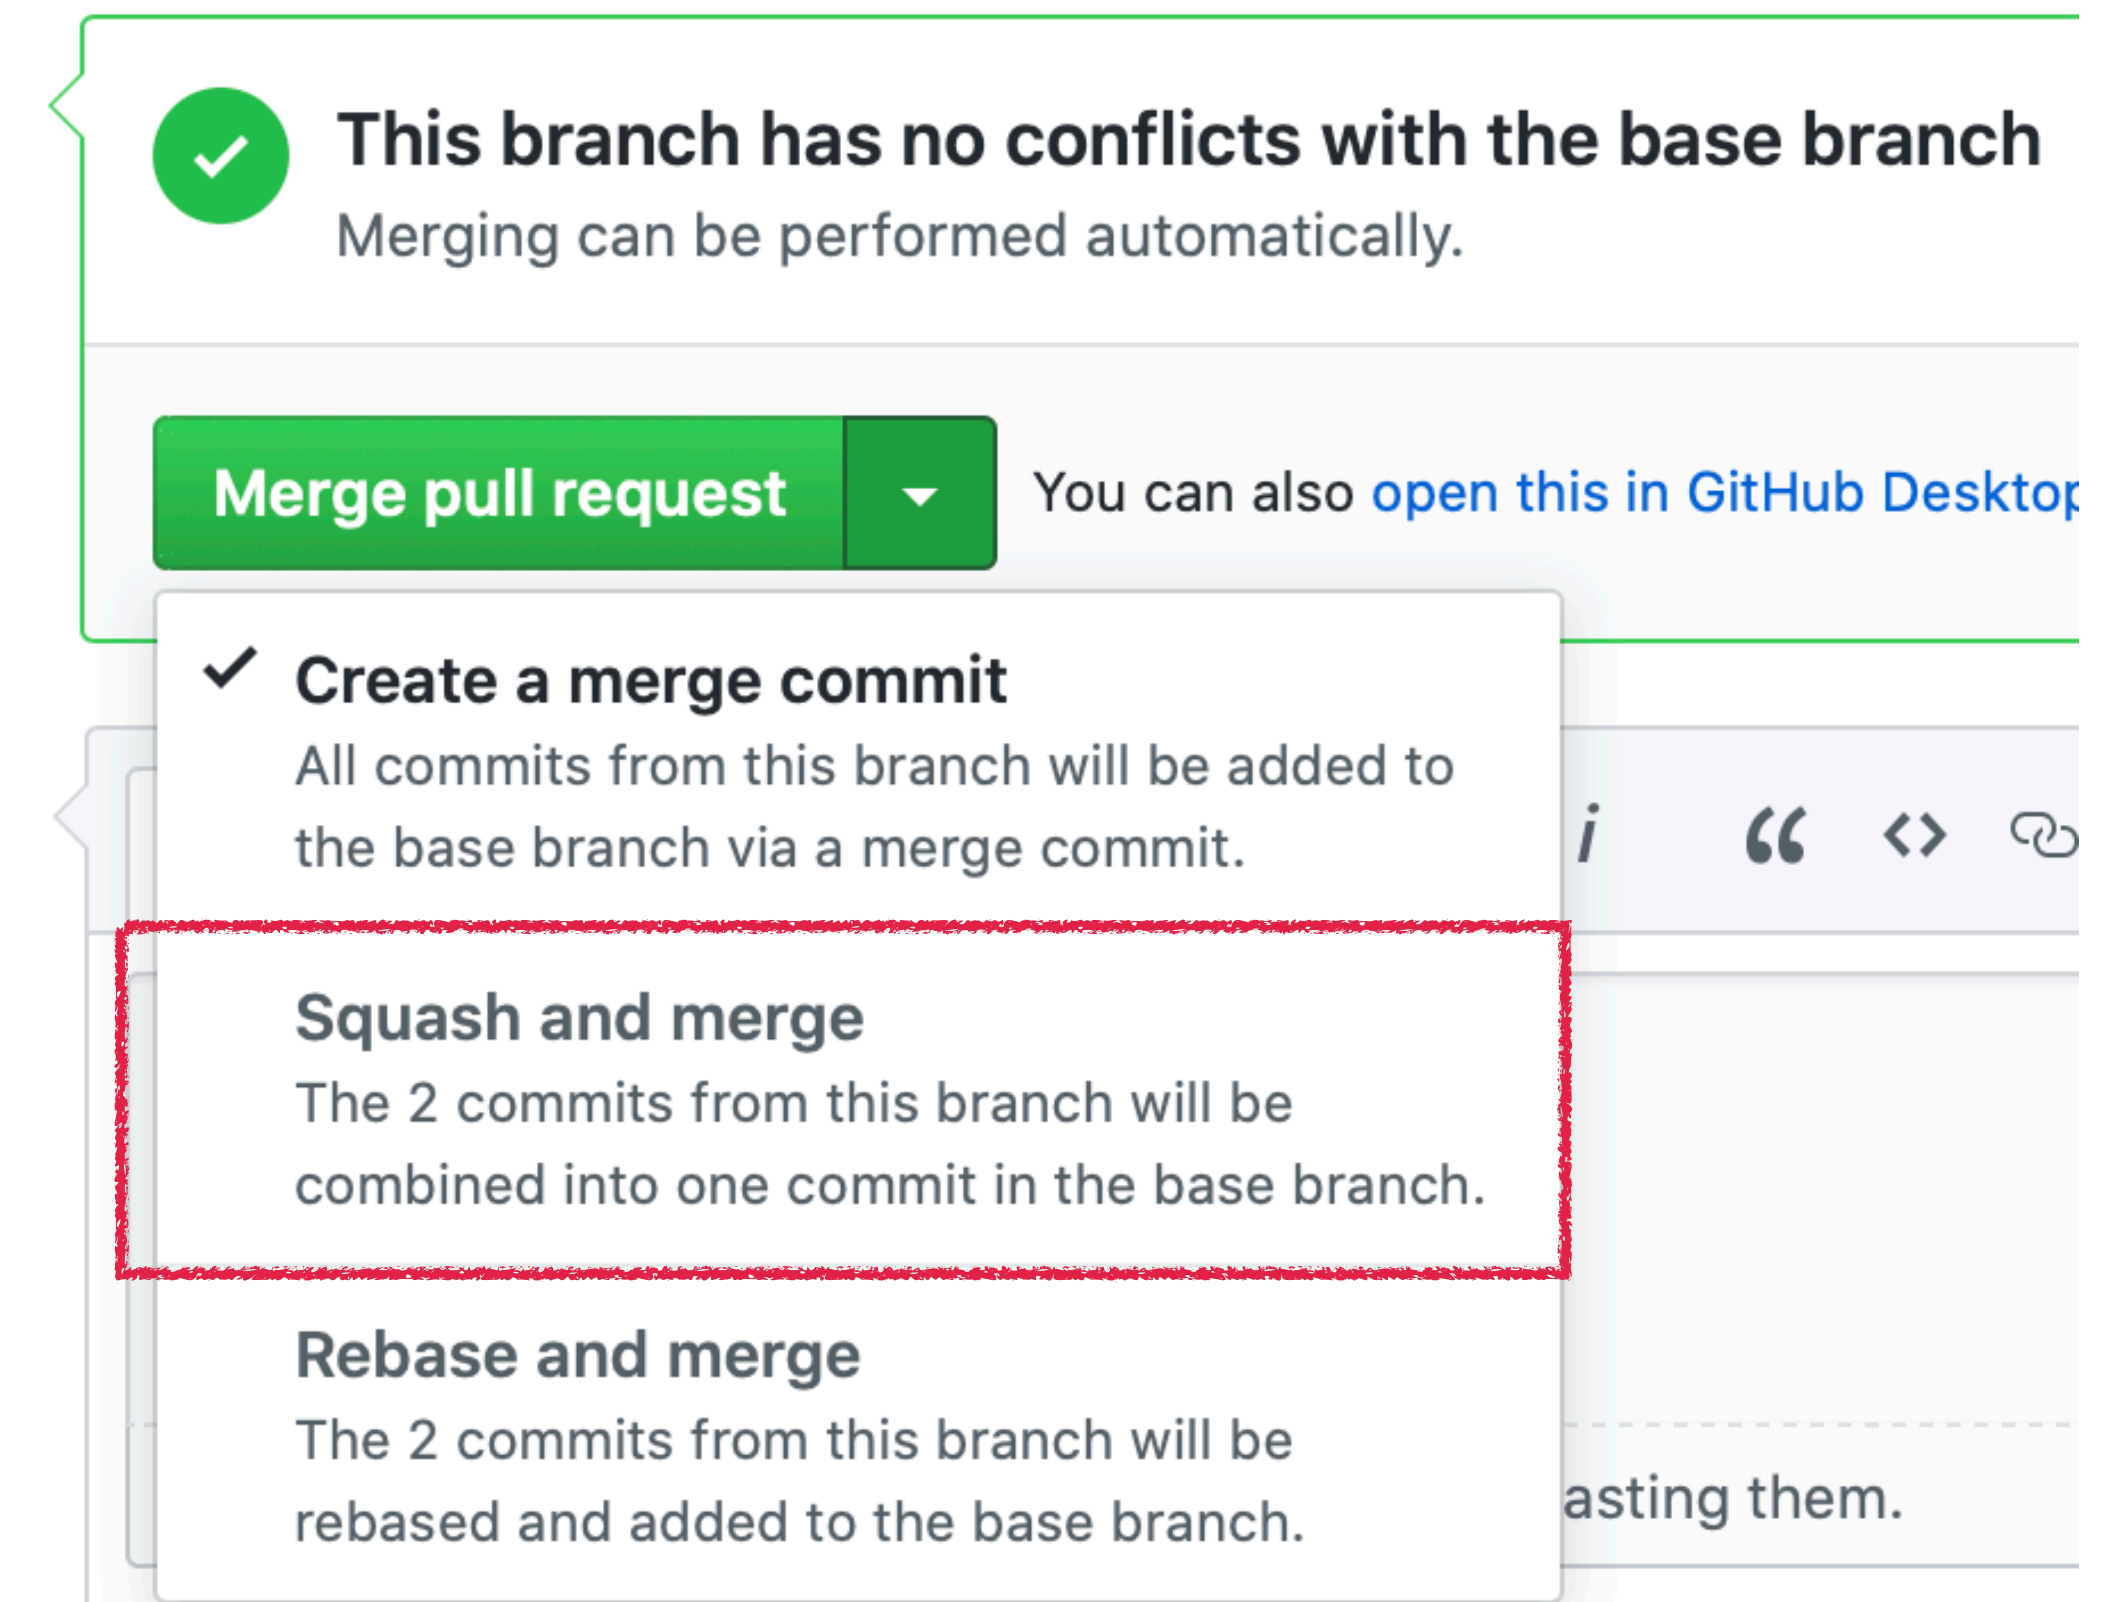 This branch has no conflicts with the base branch
Merging can be performed automatically.
Merge pull request
You can also open this in GitHub Desktop
Create a merge commit
All commits from this branch will be added to
the base branch via a merge commit.
Squash and merge
The 2 commits from this branch will be
combined into one commit in the base branch.
Rebase and merge
The 2 commits from this branch will be
rebased and added to the base branch.
asting them.